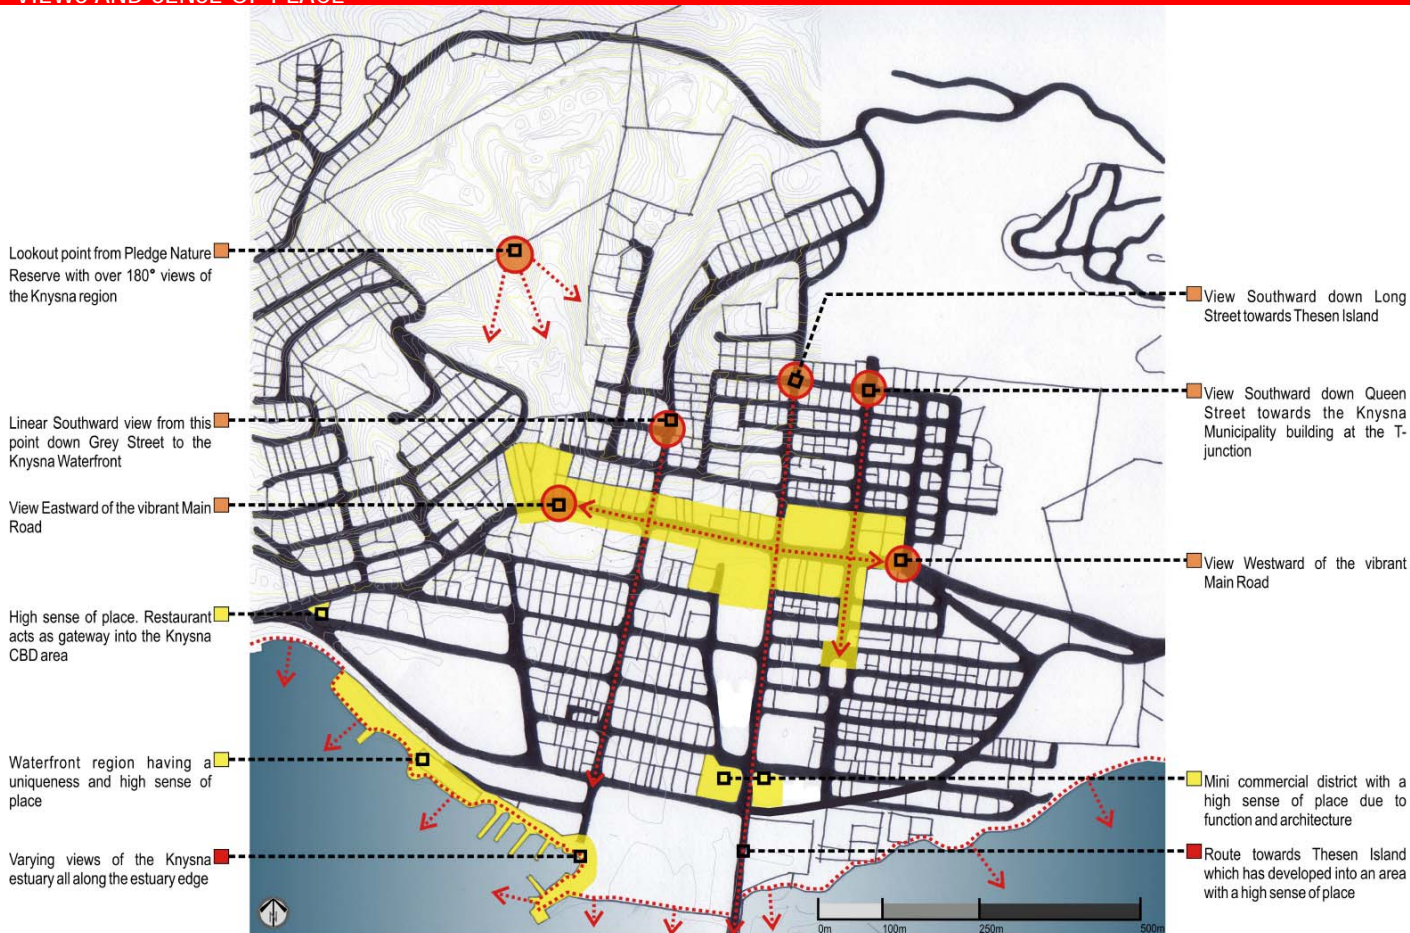 VIEWS AND SENSE OF PLACE
Lookout point from Pledge Nature
Reserve with over 180° views of
the Knysna region
Linear Southward view from this
point down Grey Street to the
Knysna Waterfront
View Eastward of the vibrant Main
Road
High sense of place. Restaurant
acts as gateway into the Knysna
CBD area
Waterfront region having a
uniqueness and high sense of
place
Varying views of the Knysna
estuary all along the estuary edge
View Southward down Long
Street towards Thesen Island
View Southward down Queen
Street towards the Knysna
Municipality building at the T-
junction
View Westward of the vibrant
Main Road
Mini commercial district with a
high sense of place due to
function and architecture
Route towards Thesen Island
which has developed into an area
with a high sense of place
N
0m 100m 250m 500m